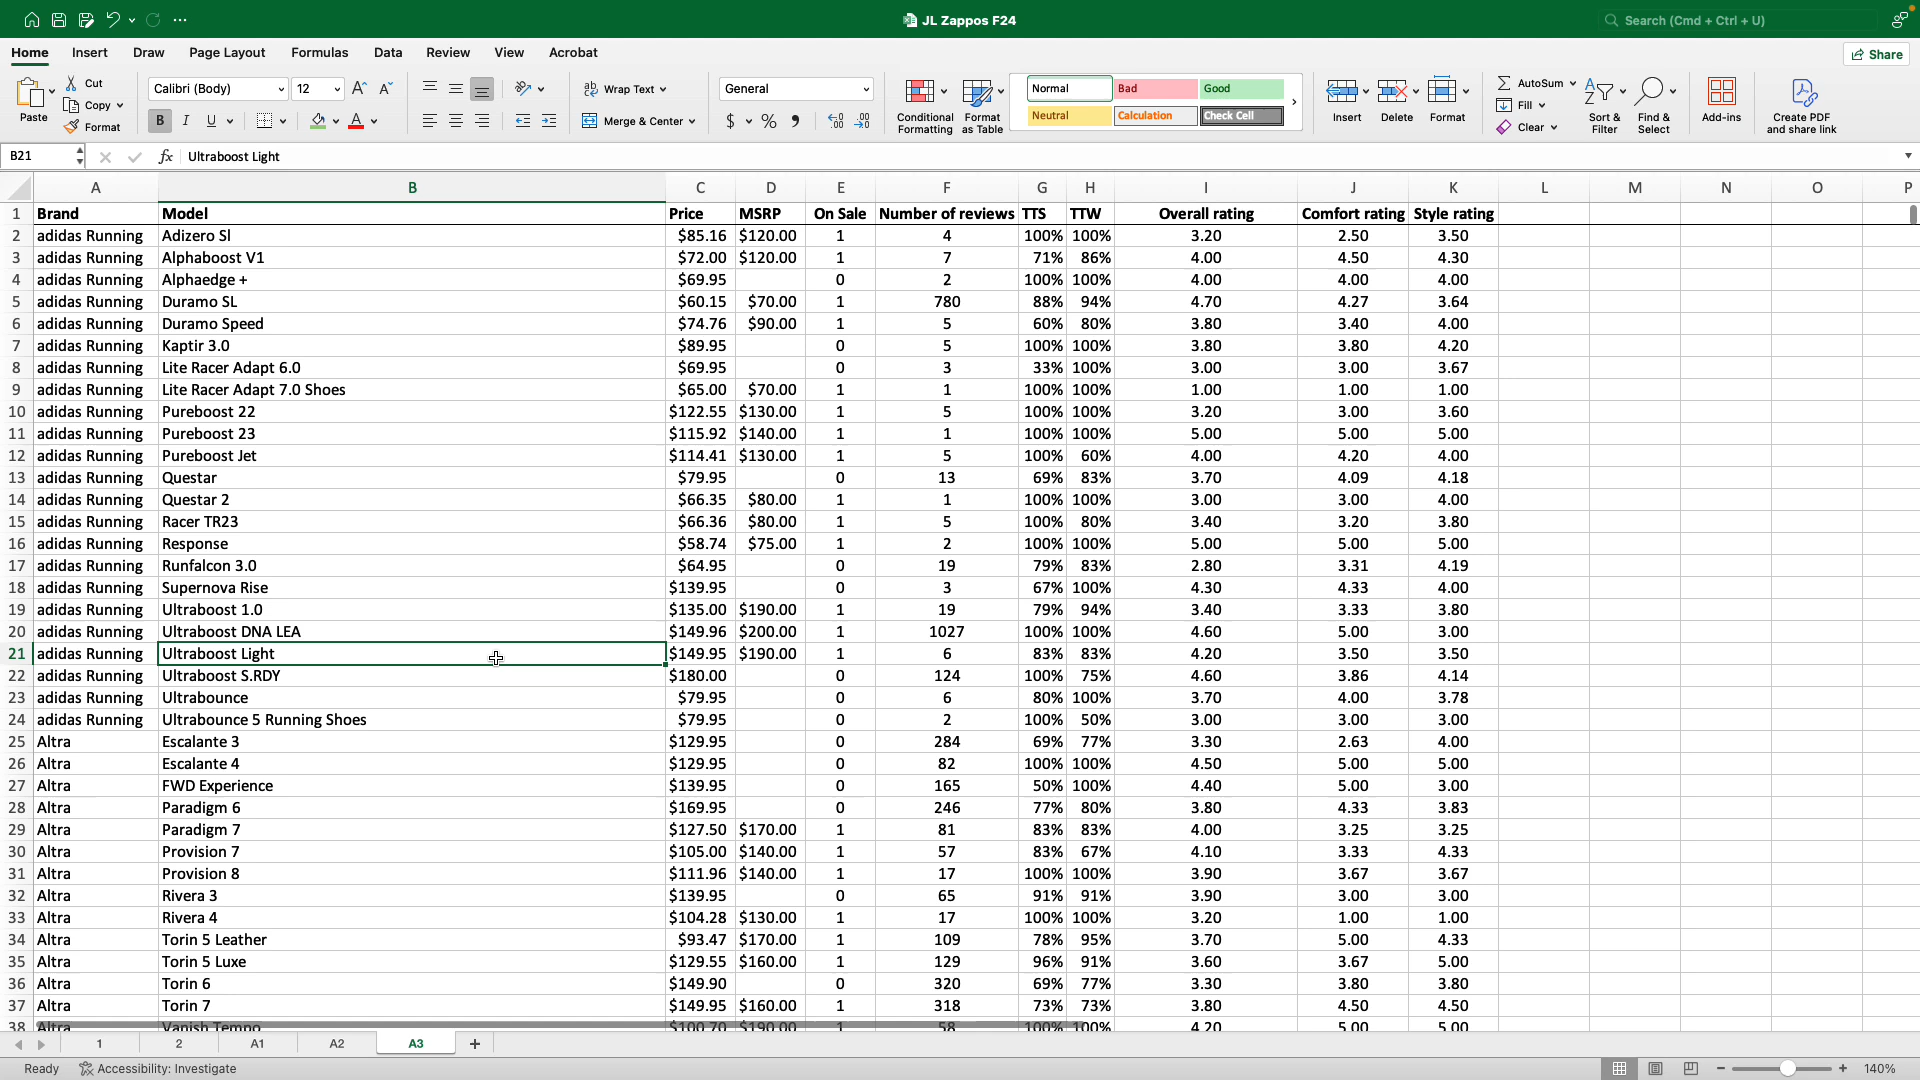 JL Zappos F24
Search (Cmd + Ctrl + U)
Home Insert Draw Page Layout Formulas Data Review View Acrobat
Share
Paste
Cut
Copy
Format
Calibri (Body) 12
B I U
Wrap Text
Merge & Center
General
$ % 9
Conditional Formatting
Format as Table
Normal Bad Good
Neutral Calculation Check Cell
Insert Delete Format
AutoSum
Fill
Clear
Sort & Filter
Find & Select
Add-ins
Create PDF and share link
B21 fx Ultraboost Light
A B C D E F G H I J K L M N O P
1 Brand Model Price MSRP On Sale Number of reviews TTS TTW Overall rating Comfort rating Style rating
2 adidas Running Adizero Sl $85.16 $120.00 1 4 100% 100% 3.20 2.50 3.50
3 adidas Running Alphaboost V1 $72.00 $120.00 1 7 71% 86% 4.00 4.50 4.30
4 adidas Running Alphaedge + $69.95 0 2 100% 100% 4.00 4.00 4.00
5 adidas Running Duramo SL $60.15 $70.00 1 780 88% 94% 4.70 4.27 3.64
6 adidas Running Duramo Speed $74.76 $90.00 1 5 60% 80% 3.80 3.40 4.00
7 adidas Running Kaptir 3.0 $89.95 0 5 100% 100% 3.80 3.80 4.20
8 adidas Running Lite Racer Adapt 6.0 $69.95 0 3 33% 100% 3.00 3.00 3.67
9 adidas Running Lite Racer Adapt 7.0 Shoes $65.00 $70.00 1 1 100% 100% 1.00 1.00 1.00
10 adidas Running Pureboost 22 $122.55 $130.00 1 5 100% 100% 3.20 3.00 3.60
11 adidas Running Pureboost 23 $115.92 $140.00 1 1 100% 100% 5.00 5.00 5.00
12 adidas Running Pureboost Jet $114.41 $130.00 1 5 100% 60% 4.00 4.20 4.00
13 adidas Running Questar $79.95 0 13 69% 83% 3.70 4.09 4.18
14 adidas Running Questar 2 $66.35 $80.00 1 1 100% 100% 3.00 3.00 4.00
15 adidas Running Racer TR23 $66.36 $80.00 1 5 100% 80% 3.40 3.20 3.80
16 adidas Running Response $58.74 $75.00 1 2 100% 100% 5.00 5.00 5.00
17 adidas Running Runfalcon 3.0 $64.95 0 19 79% 83% 2.80 3.31 4.19
18 adidas Running Supernova Rise $139.95 0 3 67% 100% 4.30 4.33 4.00
19 adidas Running Ultraboost 1.0 $135.00 $190.00 1 19 79% 94% 3.40 3.33 3.80
20 adidas Running Ultraboost DNA LEA $149.96 $200.00 1 1027 100% 100% 4.60 5.00 3.00
21 adidas Running Ultraboost Light $149.95 $190.00 1 6 83% 83% 4.20 3.50 3.50
22 adidas Running Ultraboost S.RDY $180.00 0 124 100% 75% 4.60 3.86 4.14
23 adidas Running Ultrabounce $79.95 0 6 80% 100% 3.70 4.00 3.78
24 adidas Running Ultrabounce 5 Running Shoes $79.95 0 2 100% 50% 3.00 3.00 3.00
25 Altra Escalante 3 $129.95 0 284 69% 77% 3.30 2.63 4.00
26 Altra Escalante 4 $129.95 0 82 100% 100% 4.50 5.00 5.00
27 Altra FWD Experience $139.95 0 165 50% 100% 4.40 5.00 3.00
28 Altra Paradigm 6 $169.95 0 246 77% 80% 3.80 4.33 3.83
29 Altra Paradigm 7 $127.50 $170.00 1 81 83% 83% 4.00 3.25 3.25
30 Altra Provision 7 $105.00 $140.00 1 57 83% 67% 4.10 3.33 4.33
31 Altra Provision 8 $111.96 $140.00 1 17 100% 100% 3.90 3.67 3.67
32 Altra Rivera 3 $139.95 0 65 91% 91% 3.90 3.00 3.00
33 Altra Rivera 4 $104.28 $130.00 1 17 100% 100% 3.20 1.00 1.00
34 Altra Torin 5 Leather $93.47 $170.00 1 109 78% 95% 3.70 5.00 4.33
35 Altra Torin 5 Luxe $129.55 $160.00 1 129 96% 91% 3.60 3.67 5.00
36 Altra Torin 6 $149.90 0 320 69% 77% 3.30 3.80 3.80
37 Altra Torin 7 $149.95 $160.00 1 318 73% 73% 3.80 4.50 4.50
38 Altra Vanish Tempo $100.70 $190.00 1 58 100% 100% 4.20 5.00 5.00
1 2 A1 A2 A3
Ready Accessibility: Investigate 140%